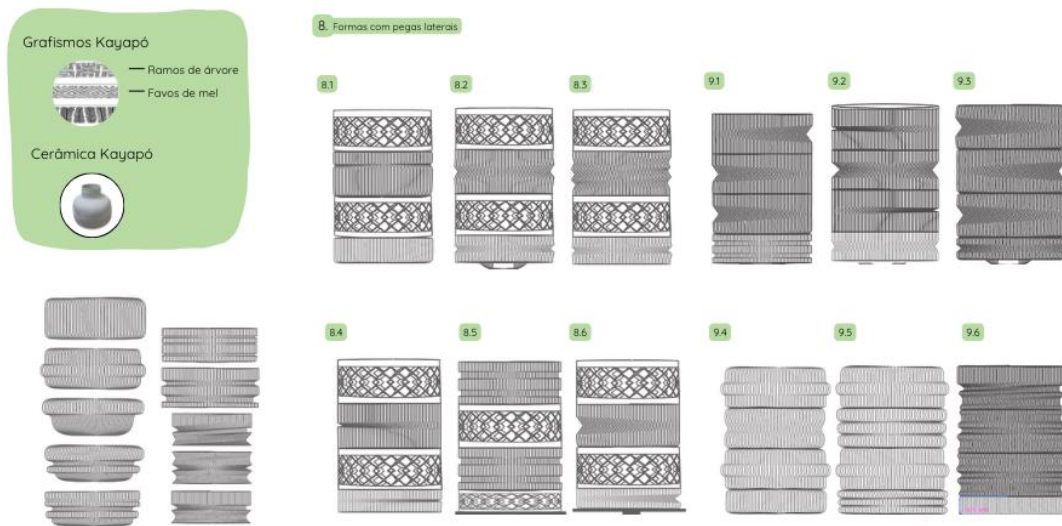 Grafismos Kayapó
Ramos de árvore
Favos de mel
Cerâmica Kayapó
8. Formas com pegas laterais
8.1
8.2
8.3
9.1
9.2
9.3
8.4
8.5
8.6
9.4
9.5
9.6